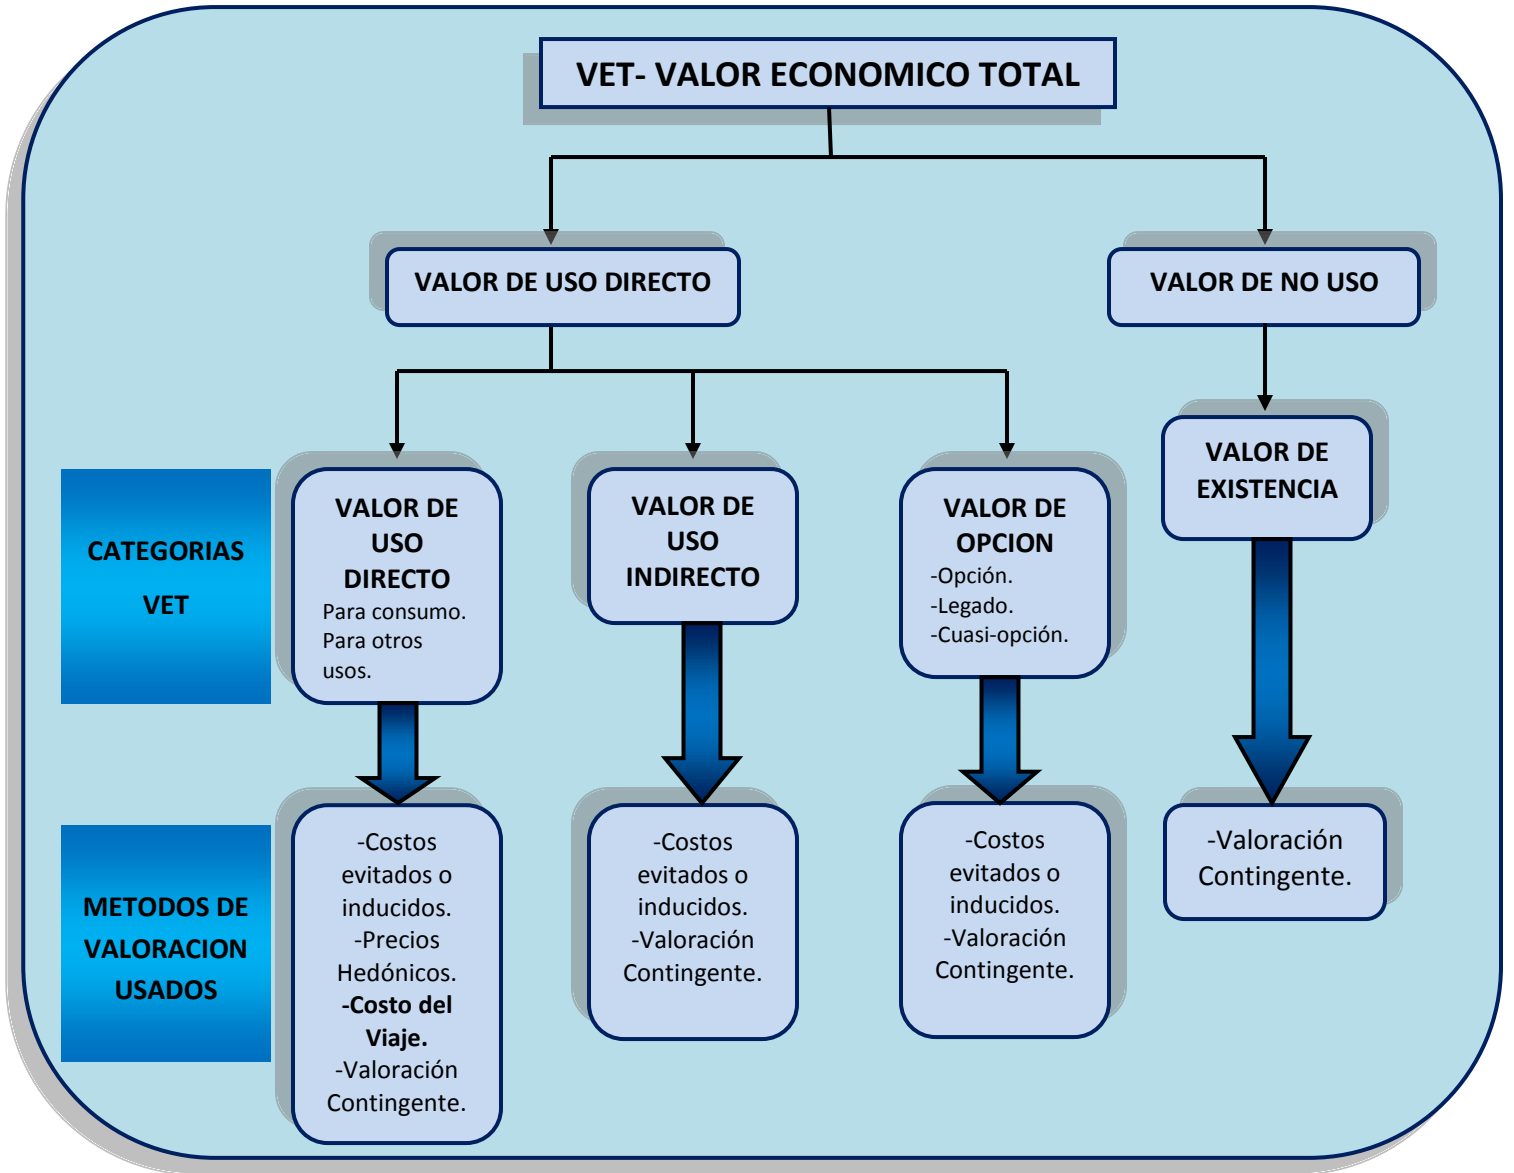 VET- VALOR ECONOMICO TOTAL
VALOR DE USO DIRECTO
VALOR DE NO USO
CATEGORIAS
VET
VALOR DE
USO
DIRECTO
Para consumo.
Para otros
usos.
VALOR DE
USO
INDIRECTO
VALOR DE
OPCION
-Opción.
-Legado.
-Cuasi-opción.
VALOR DE
EXISTENCIA
METODOS DE
VALORACION
USADOS
-Costos
evitados o
inducidos.
-Precios
Hedónicos.
-Costo del
Viaje.
-Valoración
Contingente.
-Costos
evitados o
inducidos.
-Valoración
Contingente.
-Costos
evitados o
inducidos.
-Valoración
Contingente.
-Valoración
Contingente.